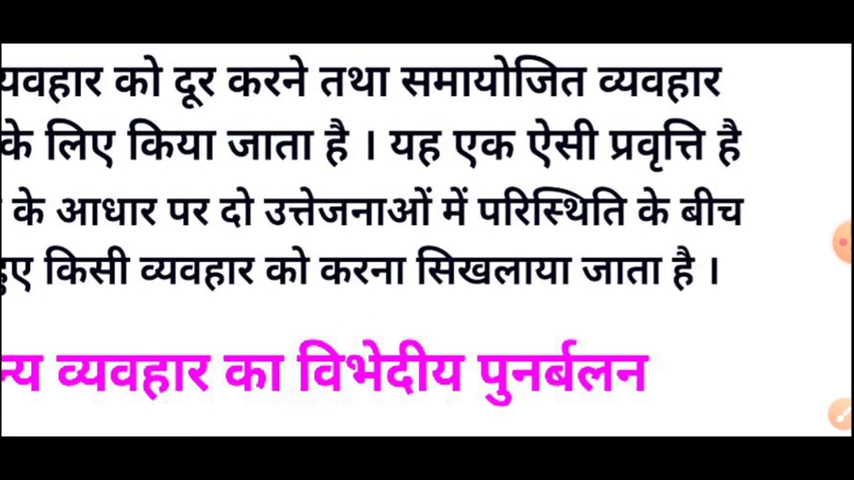 को दूर करने तथा समायोजित व्यवहार
के लिए किया जाता है । यह एक ऐसी प्रवृत्ति है
के आधार पर दो उत्तेजनाओं में परिस्थिति के बीच
किसी व्यवहार को करना सिखलाया जाता है ।
व्यवहार का विभेदीय पुनर्बलन